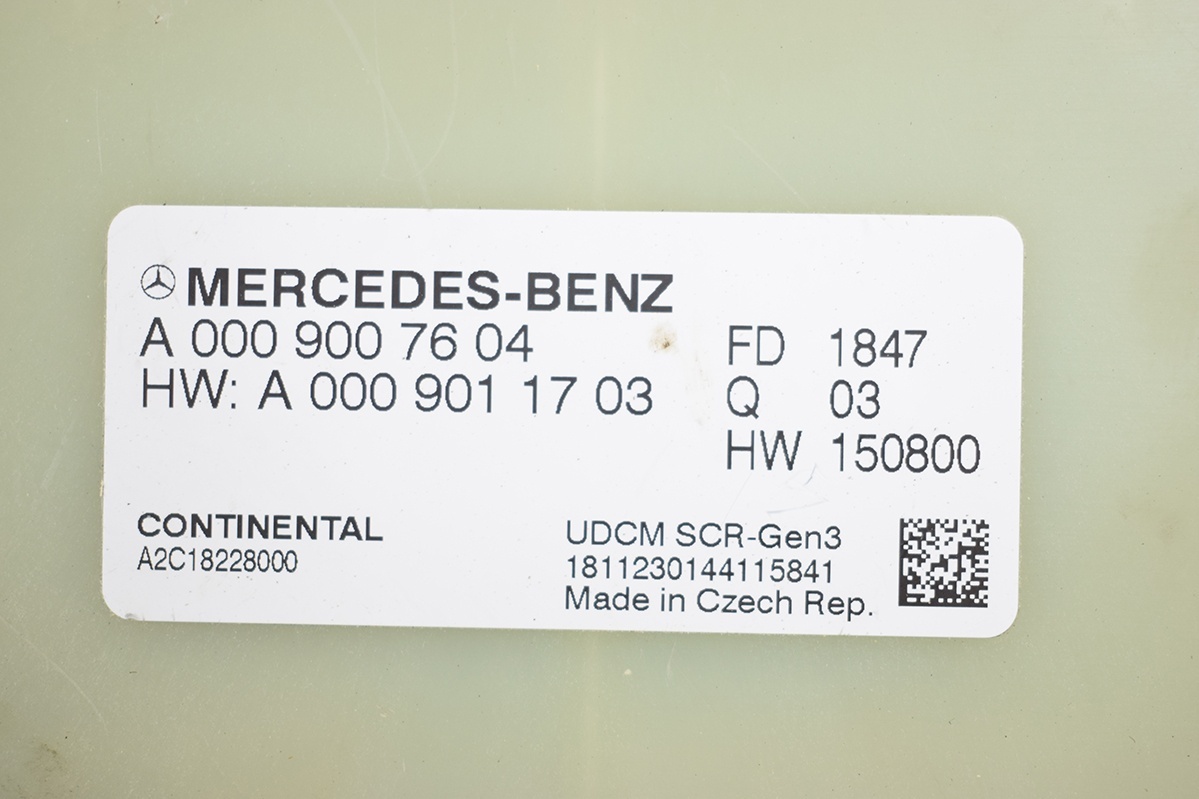 MERCEDES-BENZ
A 000 900 76 04
HW: A 000 901 17 03
FD 1847
Q 03
HW 150800
CONTINENTAL
A2C18228000
UDCM SCR-Gen3
1811230144115841
Made in Czech Rep.